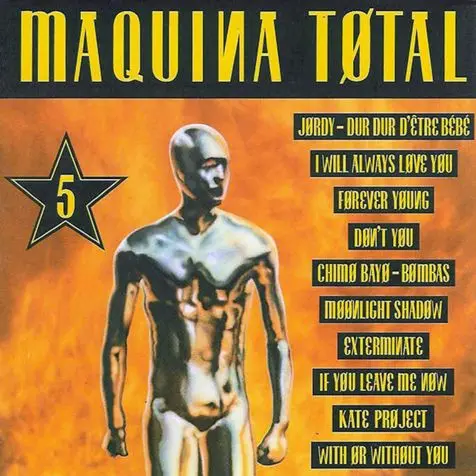 MAQUINA TØTAL
5
JØRDY - DUR DUR D'ÊTRE BÉBÉ
I WILL ALWAYS LØVE YØU
FØREVER YØUNG
DØN'T YØU
CHIMØ BAYØ - BØMBAS
MØØNLIGHT SHADØW
EXTERMINATE
IF YØU LEAVE ME NØW
KATE PRØJECT
WITH ØR WITHØUT YØU